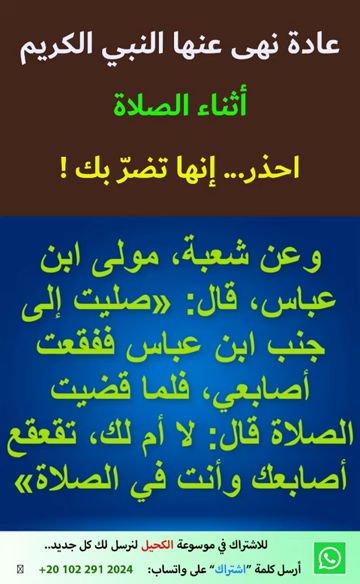 عادة نهى عنها النبي الكريم
أثناء الصلاة
احذر... إنها تضرّ بك !
وعن شعبة، مولى ابن
عباس، قال: «صليت إلى
جنب ابن عباس ففقعت
أصابعي، فلما قضيت
الصلاة قال: لا أم لك، تقعقع
أصابعك وأنت في الصلاة»
للاشتراك في موسوعة الكحيل لنرسل لك كل جديد..
أرسل كلمة "اشتراك" على واتساب: +20 102 291 2024